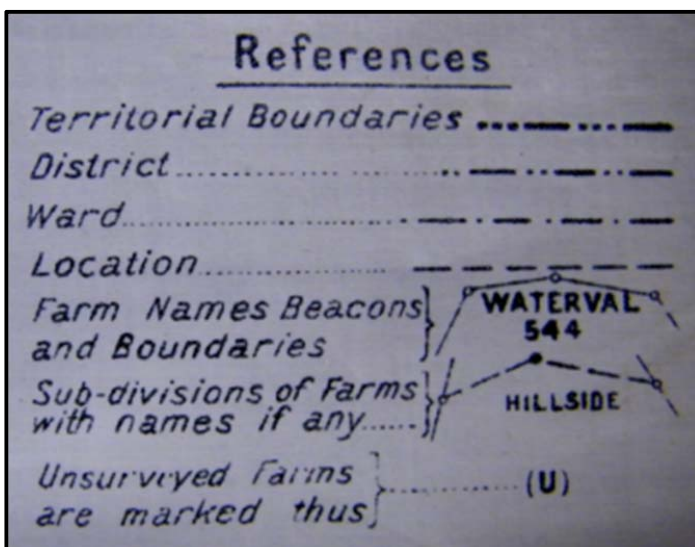 References
Territorial Boundaries
District
Ward
Location
Farm Names Beacons
and Boundaries
WATERVAL
544
Sub-divisions of Farms
with names if any
HILLSIDE
Unsurveyed Farms
are marked thus
(U)